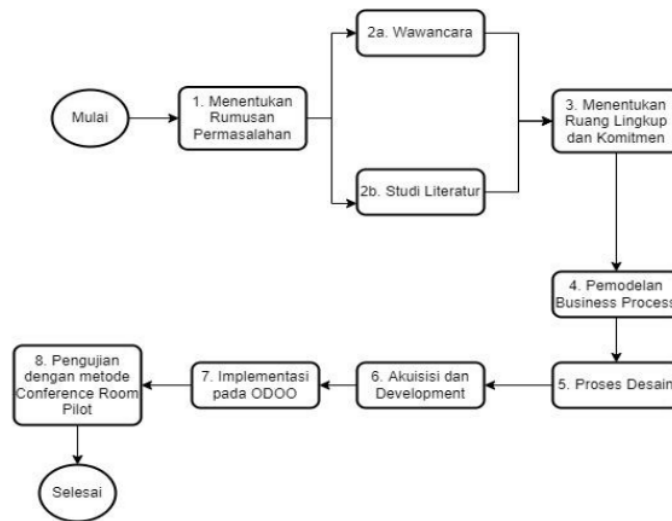 2a. Wawancara
Mulai
1. Menentukan
Rumusan
Permasalahan
3. Menentukan
Ruang Lingkup
dan Komitmen
2b. Studi Literatur
4. Pemodelan
Business Process
8. Pengujian
dengan metode
Conference Room
Pilot
7. Implementasi
pada ODOO
6. Akuisisi dan
Development
5. Proses Desain
Selesai